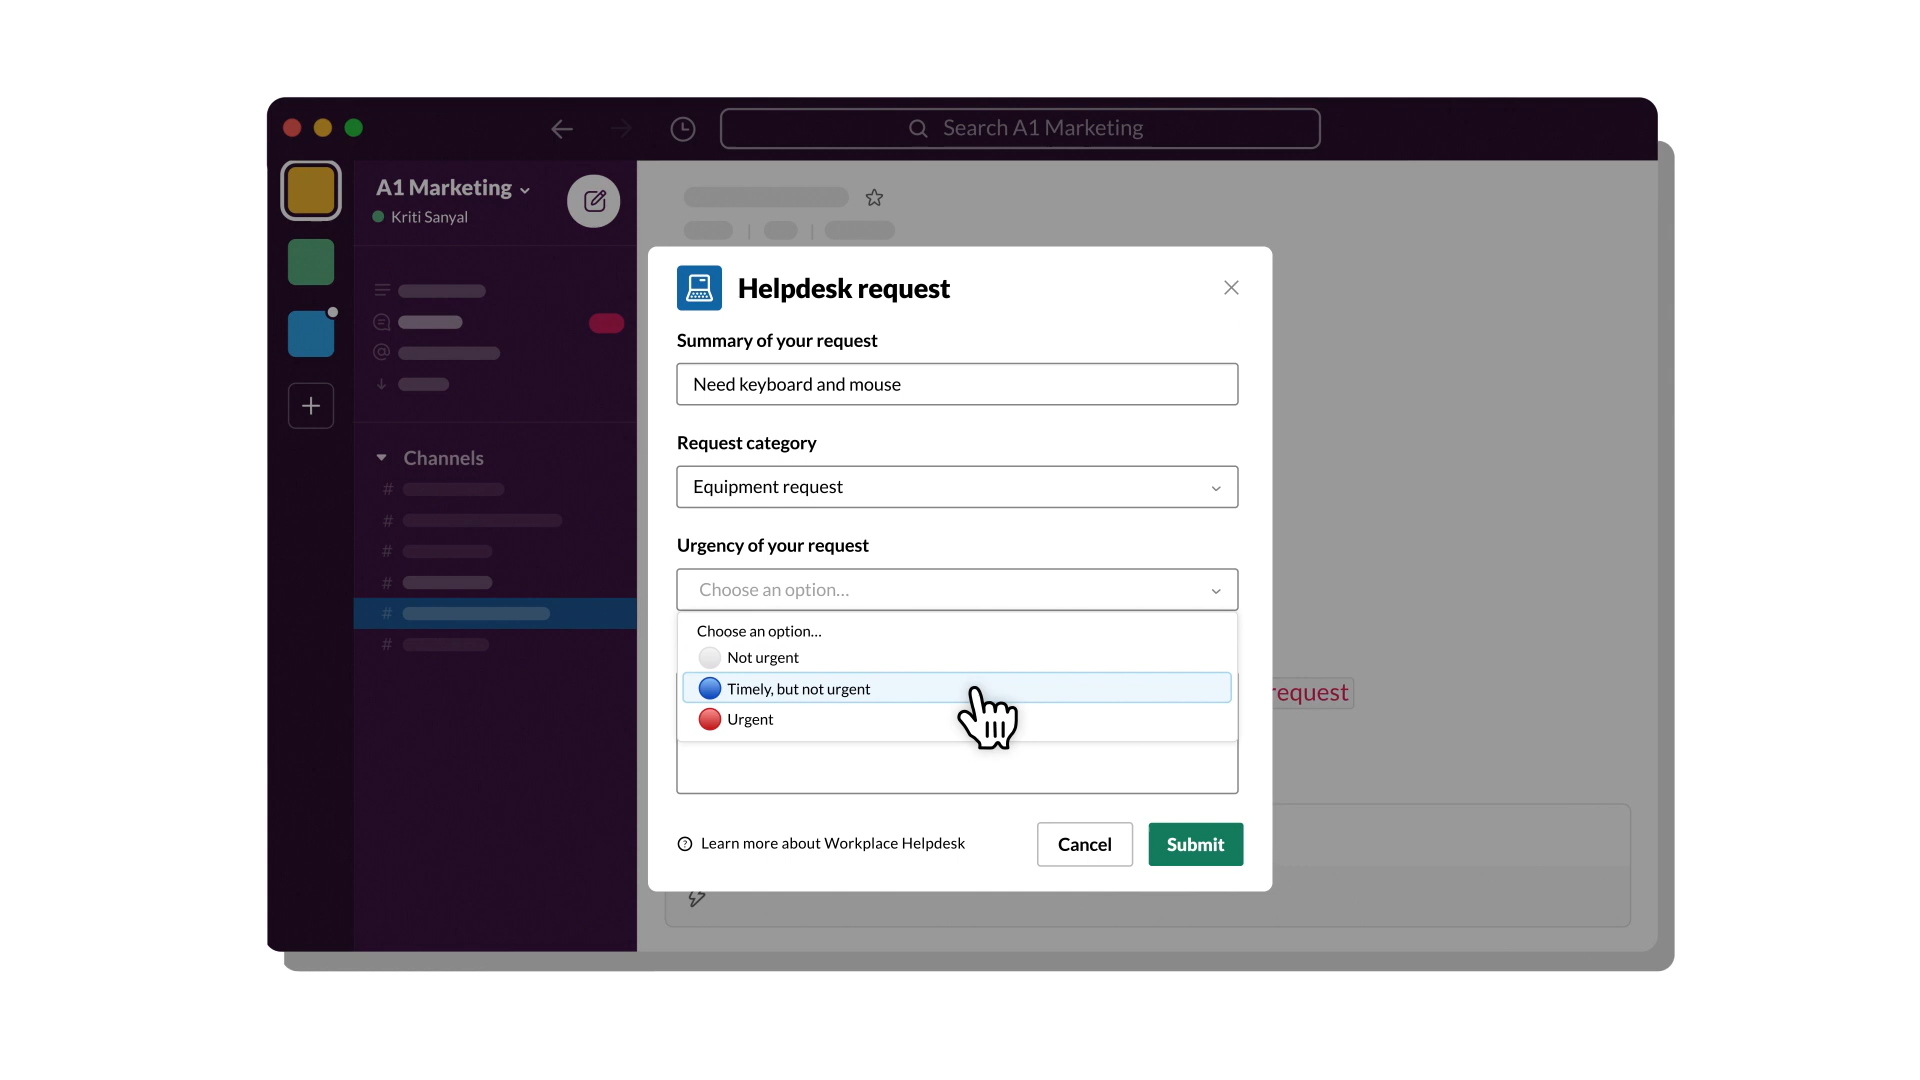 Search A1 Marketing
A1 Marketing
Kriti Sanyal
Channels
#
#
#
#
#
#
Helpdesk request
Summary of your request
Need keyboard and mouse
Request category
Equipment request
Urgency of your request
Choose an option...
Choose an option...
Not urgent
Timely, but not urgent
Urgent
request
Learn more about Workplace Helpdesk
Cancel
Submit